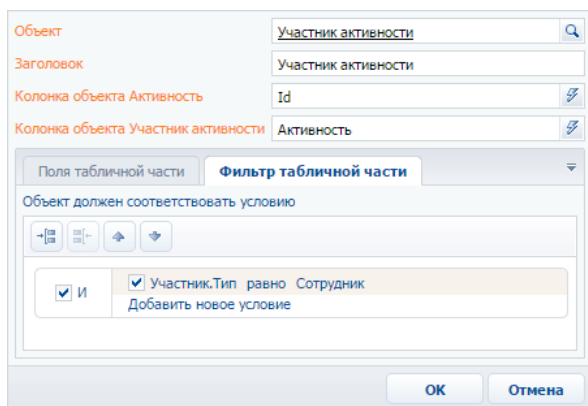 Объект Участник активности
Заголовок Участник активности
Колонка объекта Активность Id
Колонка объекта Участник активности Активность
Поля табличной части Фильтр табличной части
Объект должен соответствовать условию
И Участник.Тип равно Сотрудник
Добавить новое условие
ОК Отмена